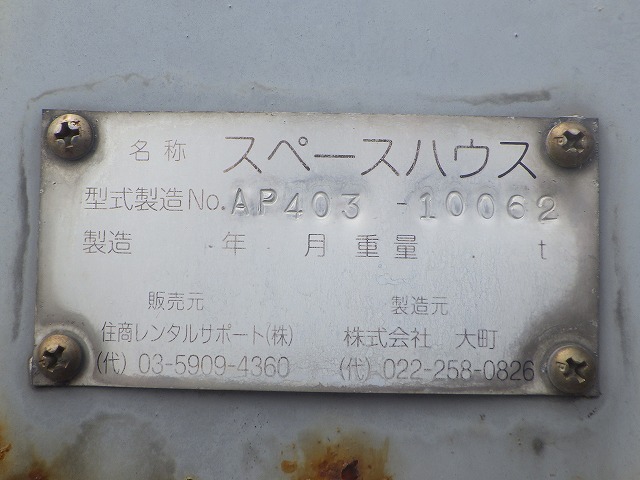 名称 スペースハウス
型式製造No. AP403 -10062
製造 . 年 . 月 重量 . t
販売元 製造元
住商レンタルサポート(株) 株式会社 大町
(代) 03-5909-4360 (代) 022-258-0826